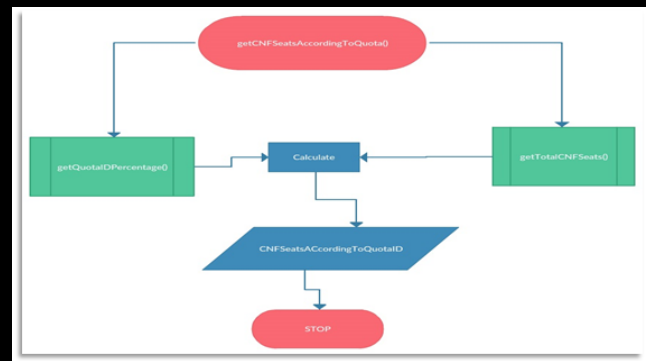 getCNFSeatsAccordingToQuota()
getQuotaIDPercentage()
Calculate
getTotalCNFSeats()
CNFSeatsACcordingToQuotaID
STOP